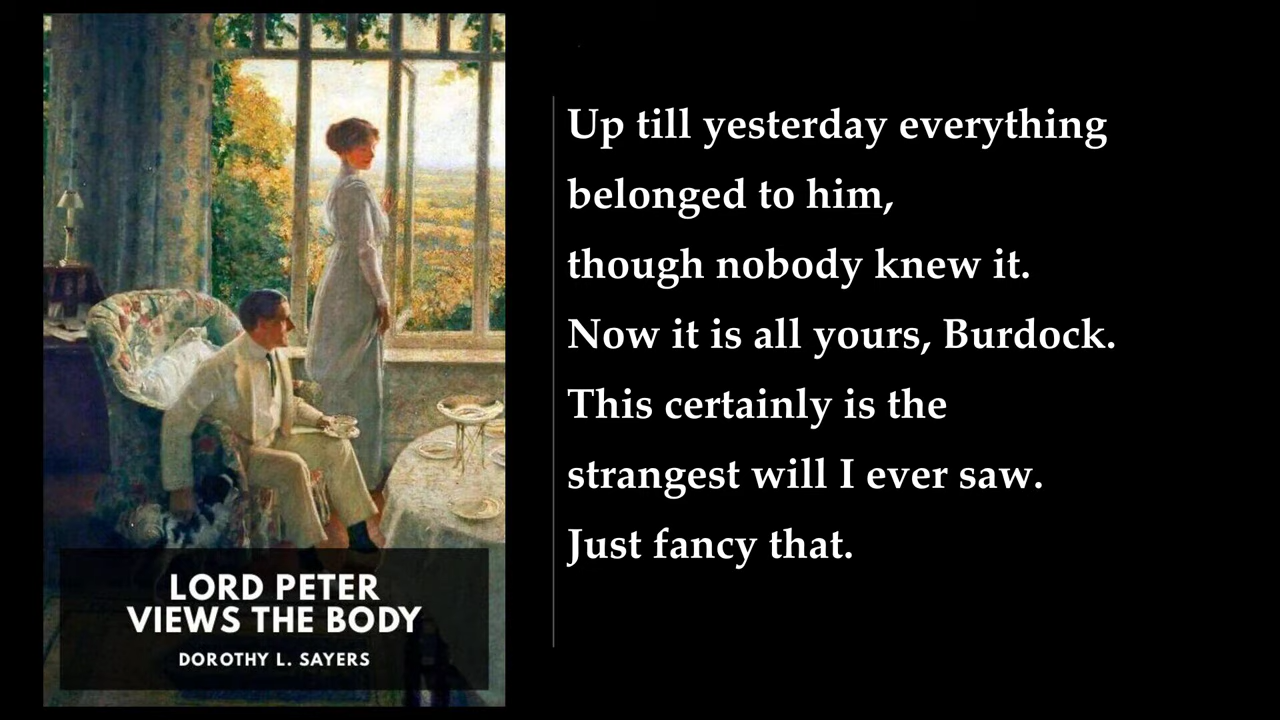 LORD PETER
VIEWS THE BODY
DOROTHY L. SAYERS
Up till yesterday everything
belonged to him,
though nobody knew it.
Now it is all yours, Burdock.
This certainly is the
strangest will I ever saw.
Just fancy that.